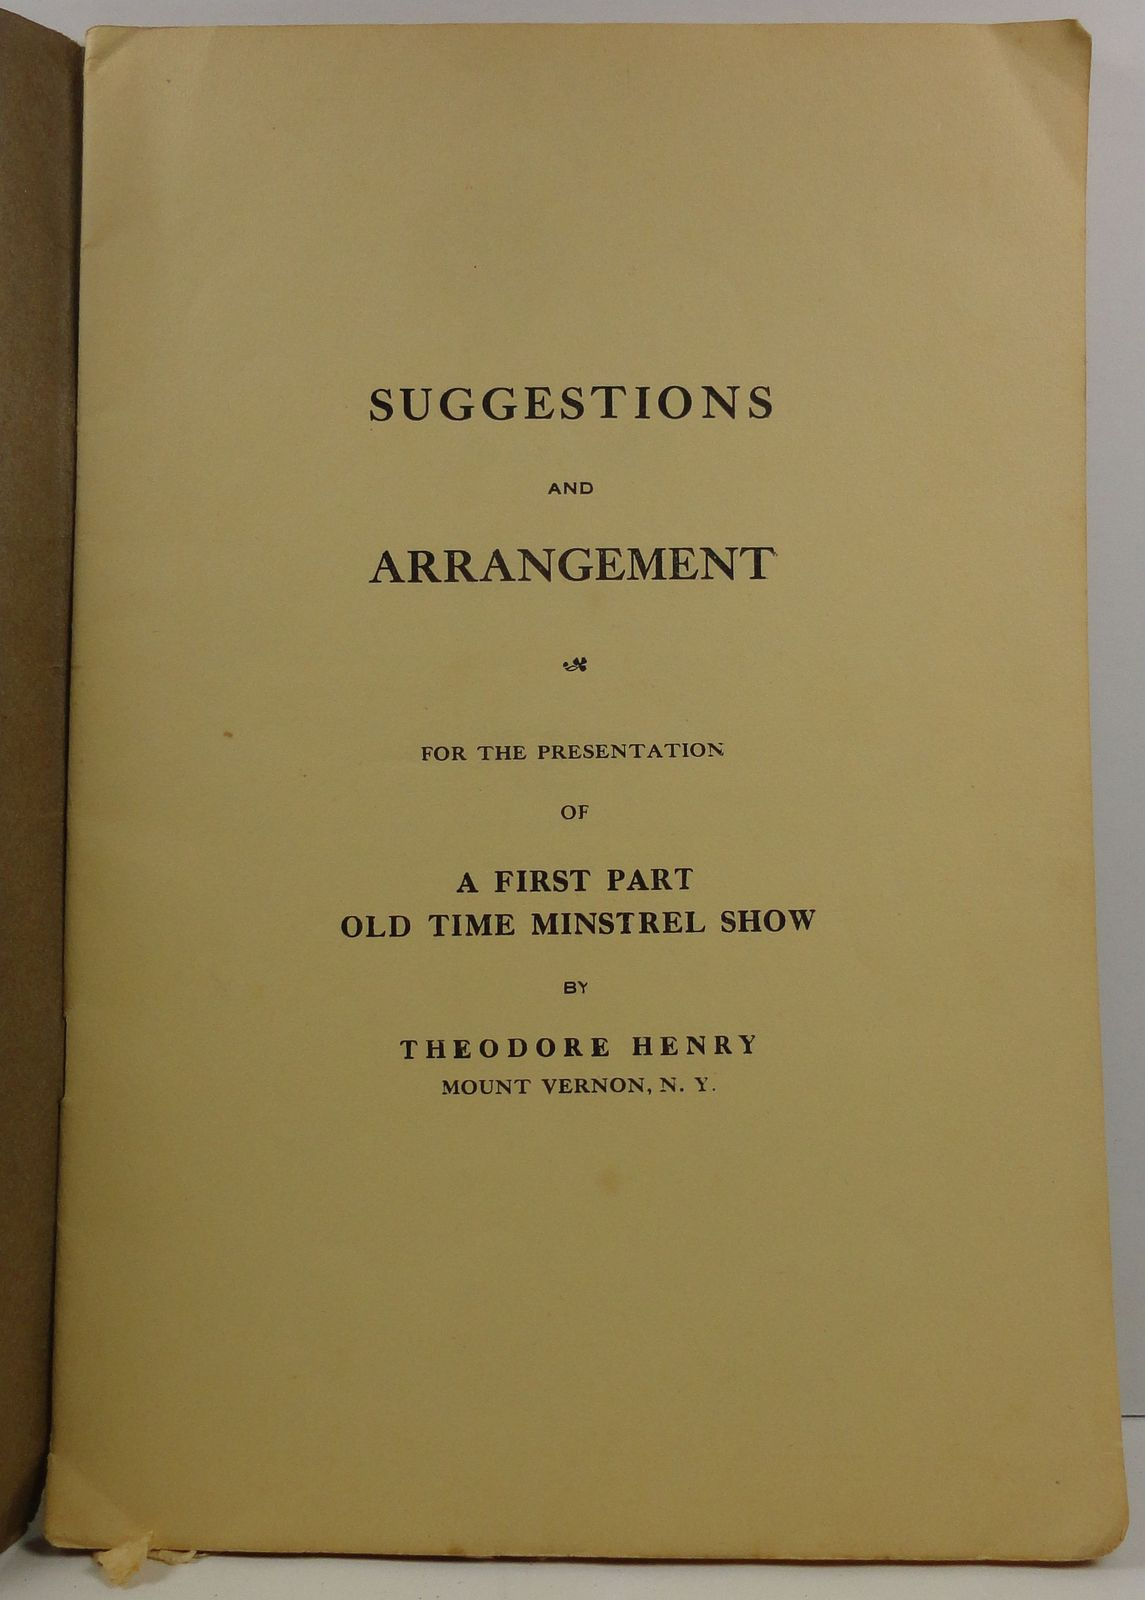 SUGGESTIONS
AND
ARRANGEMENT
FOR THE PRESENTATION
OF
A FIRST PART
OLD TIME MINSTREL SHOW
BY
THEODORE HENRY
MOUNT VERNON, N. Y.